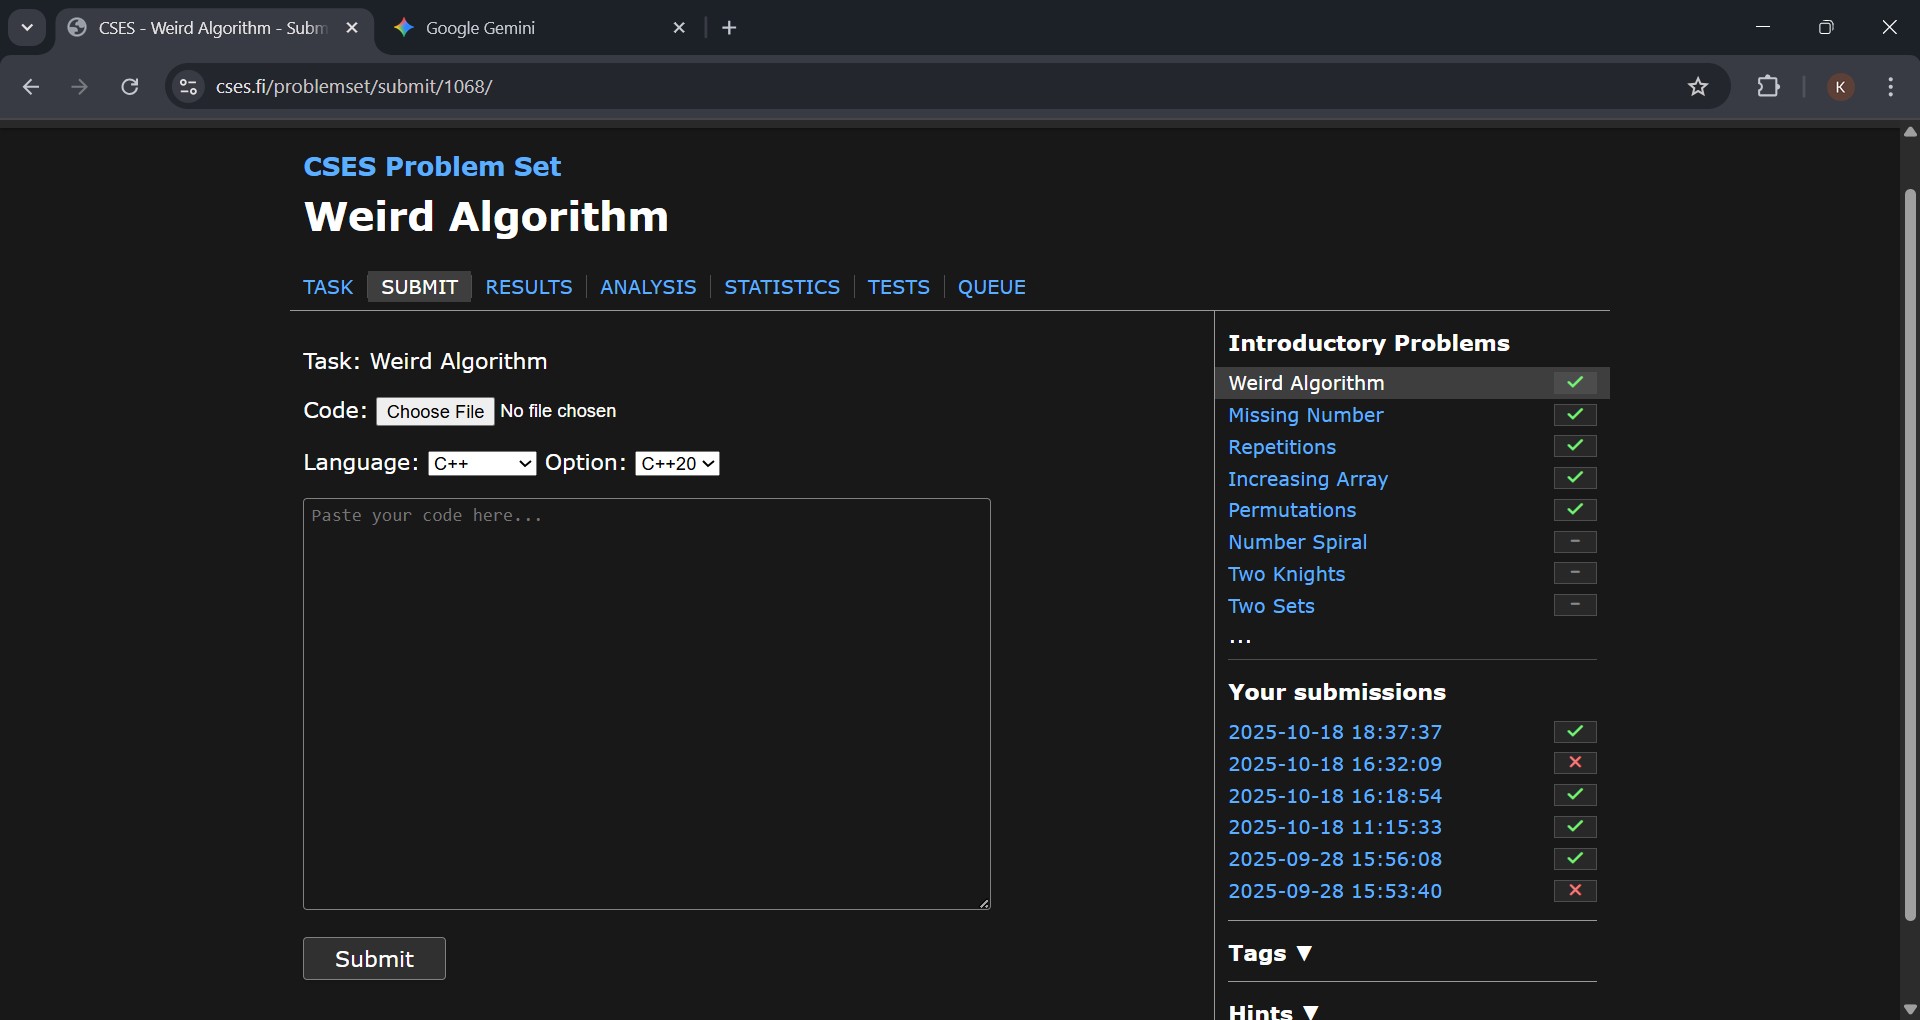 CSES - Weird Algorithm - Subm
Google Gemini
cses.fi/problemset/submit/1068/
K
CSES Problem Set
Weird Algorithm
TASK SUBMIT RESULTS ANALYSIS STATISTICS TESTS QUEUE
Task: Weird Algorithm
Code: Choose File No file chosen
Language: C++ Option: C++20
Paste your code here...
Submit
Introductory Problems
Weird Algorithm
Missing Number
Repetitions
Increasing Array
Permutations
Number Spiral –
Two Knights –
Two Sets –
...
Your submissions
2025-10-18 18:37:37
2025-10-18 16:32:09
2025-10-18 16:18:54
2025-10-18 11:15:33
2025-09-28 15:56:08
2025-09-28 15:53:40
Tags ▼
Hints ▼